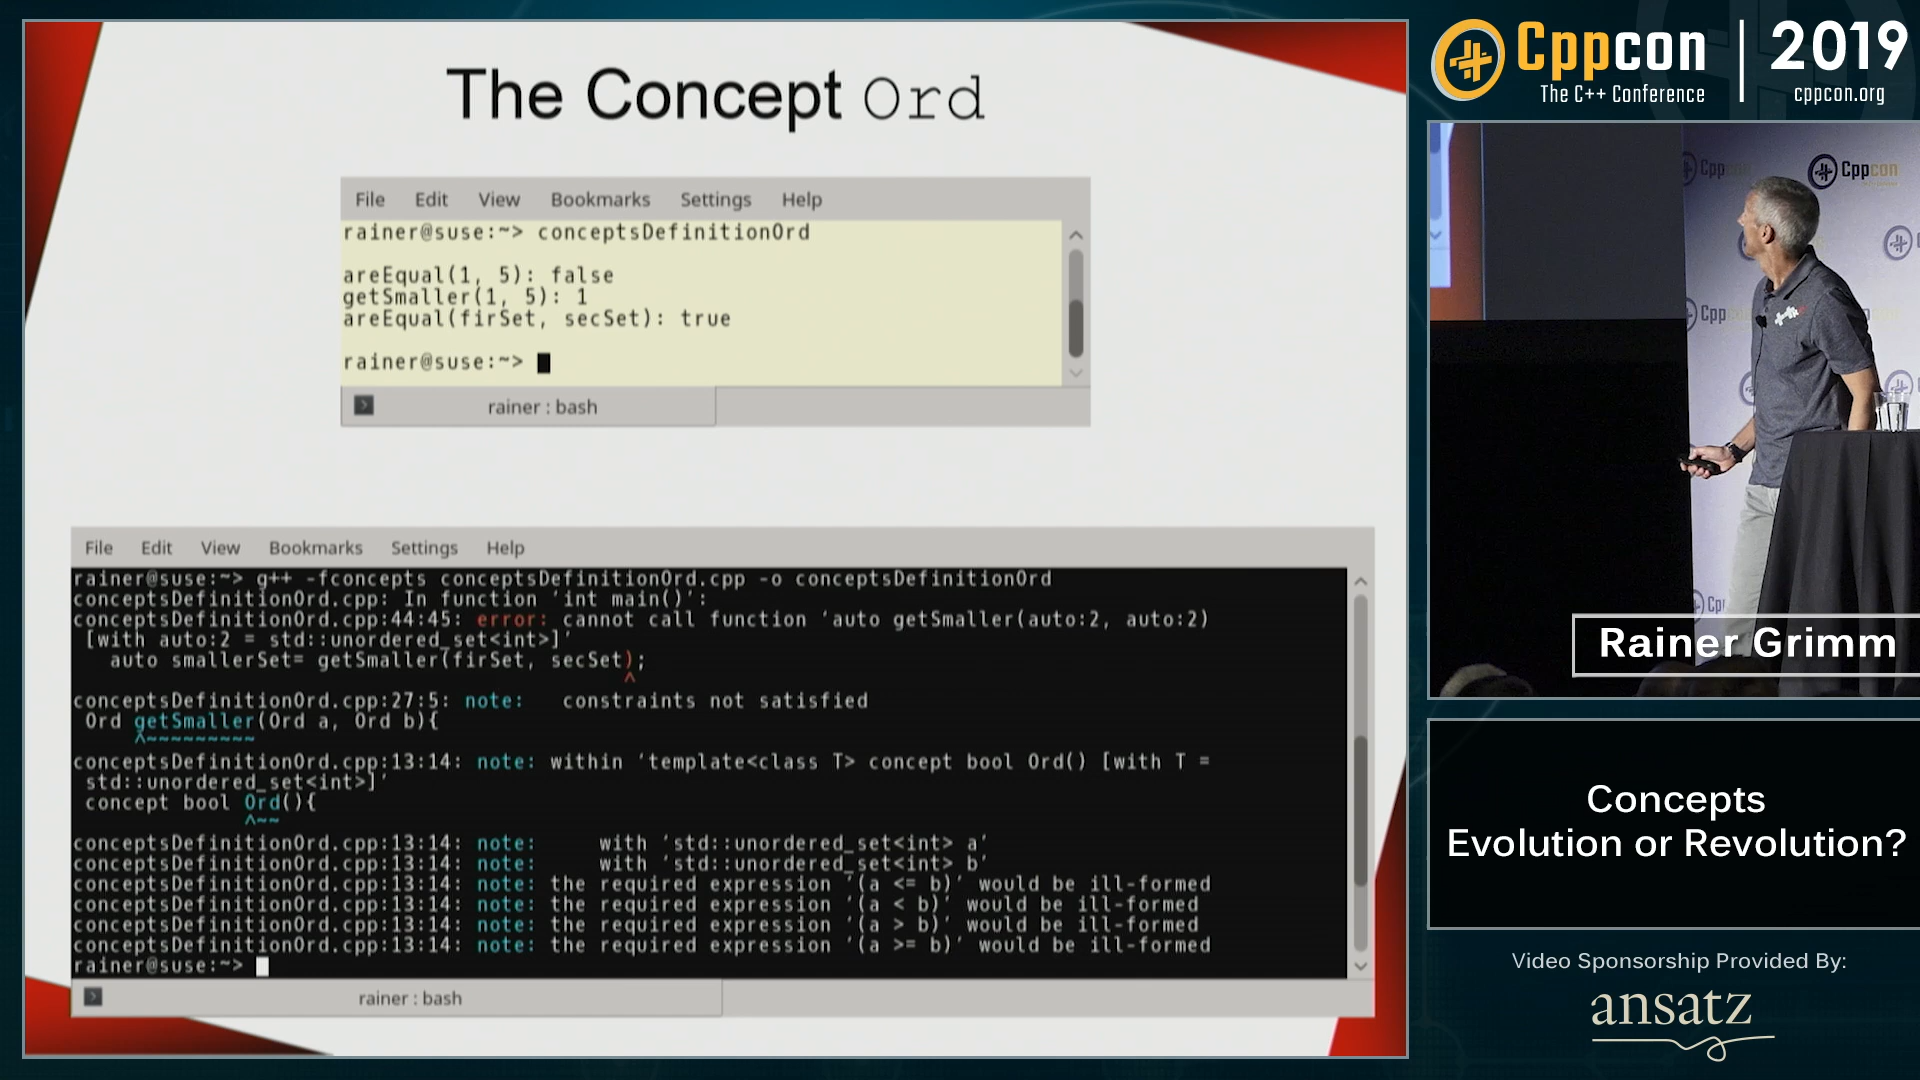 The Concept Ord
File Edit View Bookmarks Settings Help
rainer@suse:~> conceptsDefinitionOrd
areEqual(1, 5): false
getSmaller(1, 5): 1
areEqual(firSet, secSet): true
rainer@suse:~>
rainer : bash
File Edit View Bookmarks Settings Help
rainer@suse:~> g++ -fconcepts conceptsDefinitionOrd.cpp -o conceptsDefinitionOrd
conceptsDefinitionOrd.cpp: In function 'int main()':
conceptsDefinitionOrd.cpp:44:45: error: cannot call function 'auto getSmaller(auto:2, auto:2)
[with auto:2 = std::unordered_set<int>]'
auto smallerSet= getSmaller(firSet, secSet);
^
conceptsDefinitionOrd.cpp:27:5: note:   constraints not satisfied
Ord getSmaller(Ord a, Ord b){
^~~~~~~~~~
conceptsDefinitionOrd.cpp:13:14: note: within 'template<class T> concept bool Ord() [with T =
std::unordered_set<int>]'
concept bool Ord(){
^~~
conceptsDefinitionOrd.cpp:13:14: note:     with 'std::unordered_set<int> a'
conceptsDefinitionOrd.cpp:13:14: note:     with 'std::unordered_set<int> b'
conceptsDefinitionOrd.cpp:13:14: note: the required expression '(a <= b)' would be ill-formed
conceptsDefinitionOrd.cpp:13:14: note: the required expression '(a < b)' would be ill-formed
conceptsDefinitionOrd.cpp:13:14: note: the required expression '(a > b)' would be ill-formed
conceptsDefinitionOrd.cpp:13:14: note: the required expression '(a >= b)' would be ill-formed
rainer@suse:~>
rainer : bash
Cppcon | 2019
The C++ Conference cppcon.org
Cppcon
Rainer Grimm
Concepts
Evolution or Revolution?
Video Sponsorship Provided By:
ansatz